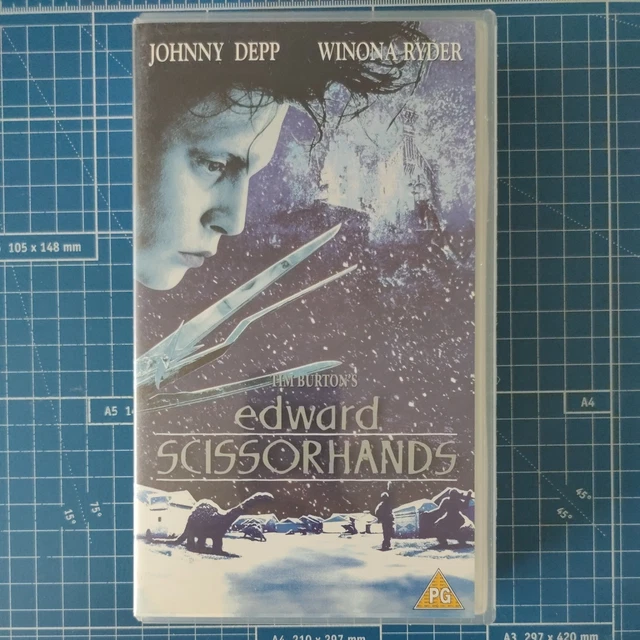 JOHNNY DEPP WINONA RYDER
105 x 148 mm
TIM BURTON'S
A5 14
A4
edward
SCISSORHANDS
45°
45°
15°
15°
PG
A4 210 x 297 mm
A3 297 x 420 mm